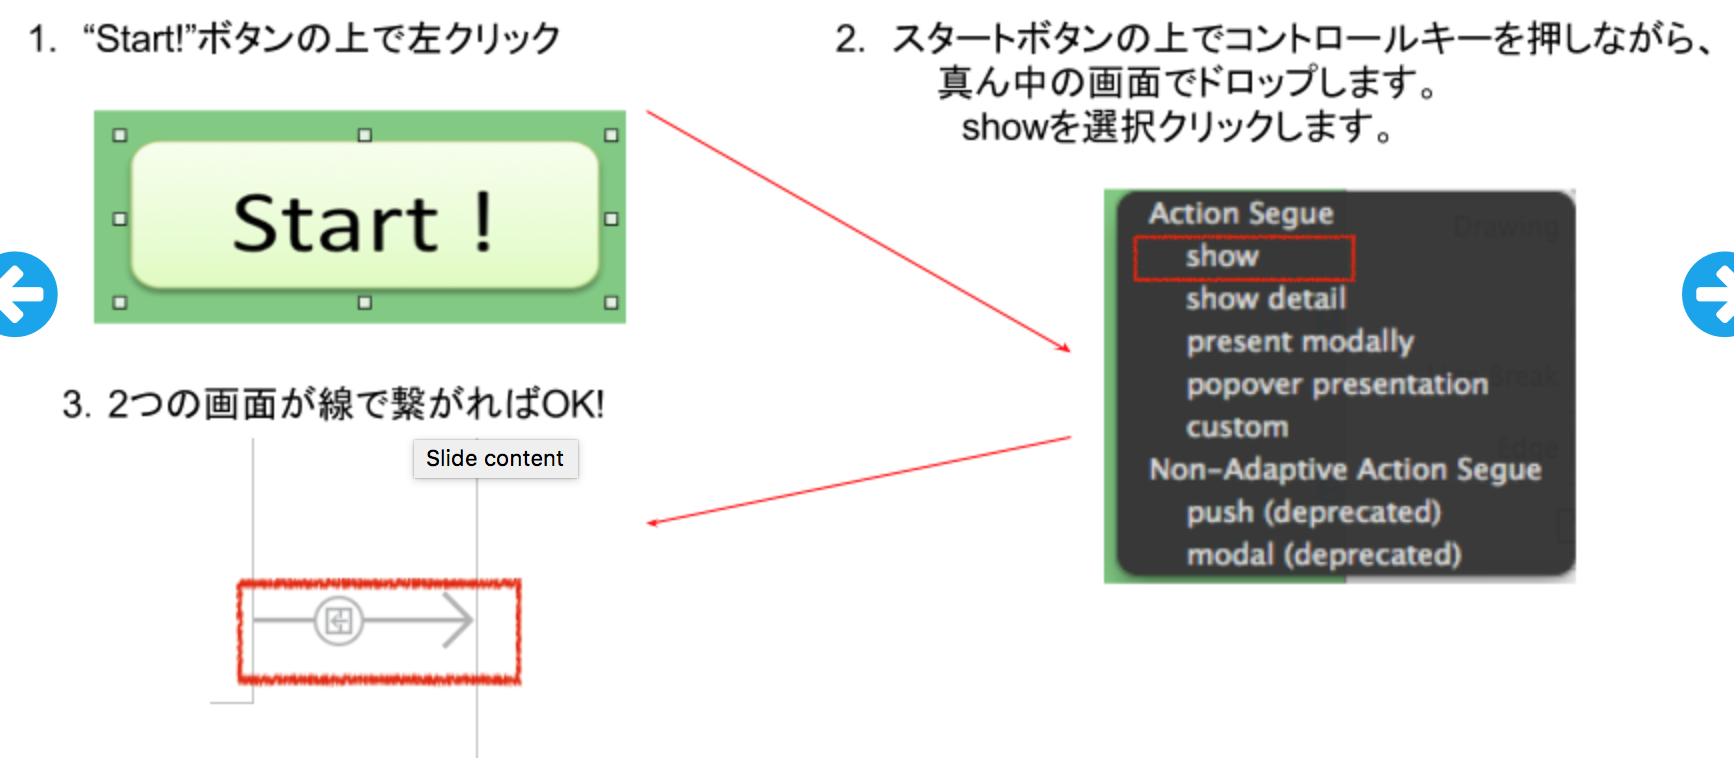 1. “Start!”ボタンの上で左クリック
Start !
2. スタートボタンの上でコントロールキーを押しながら、
真ん中の画面でドロップします。
showを選択クリックします。
Action Segue
show
show detail
present modally
popover presentation
custom
Non-Adaptive Action Segue
push (deprecated)
modal (deprecated)
Drawing
Break
Edge
3. 2つの画面が線で繋がればOK!
Slide content